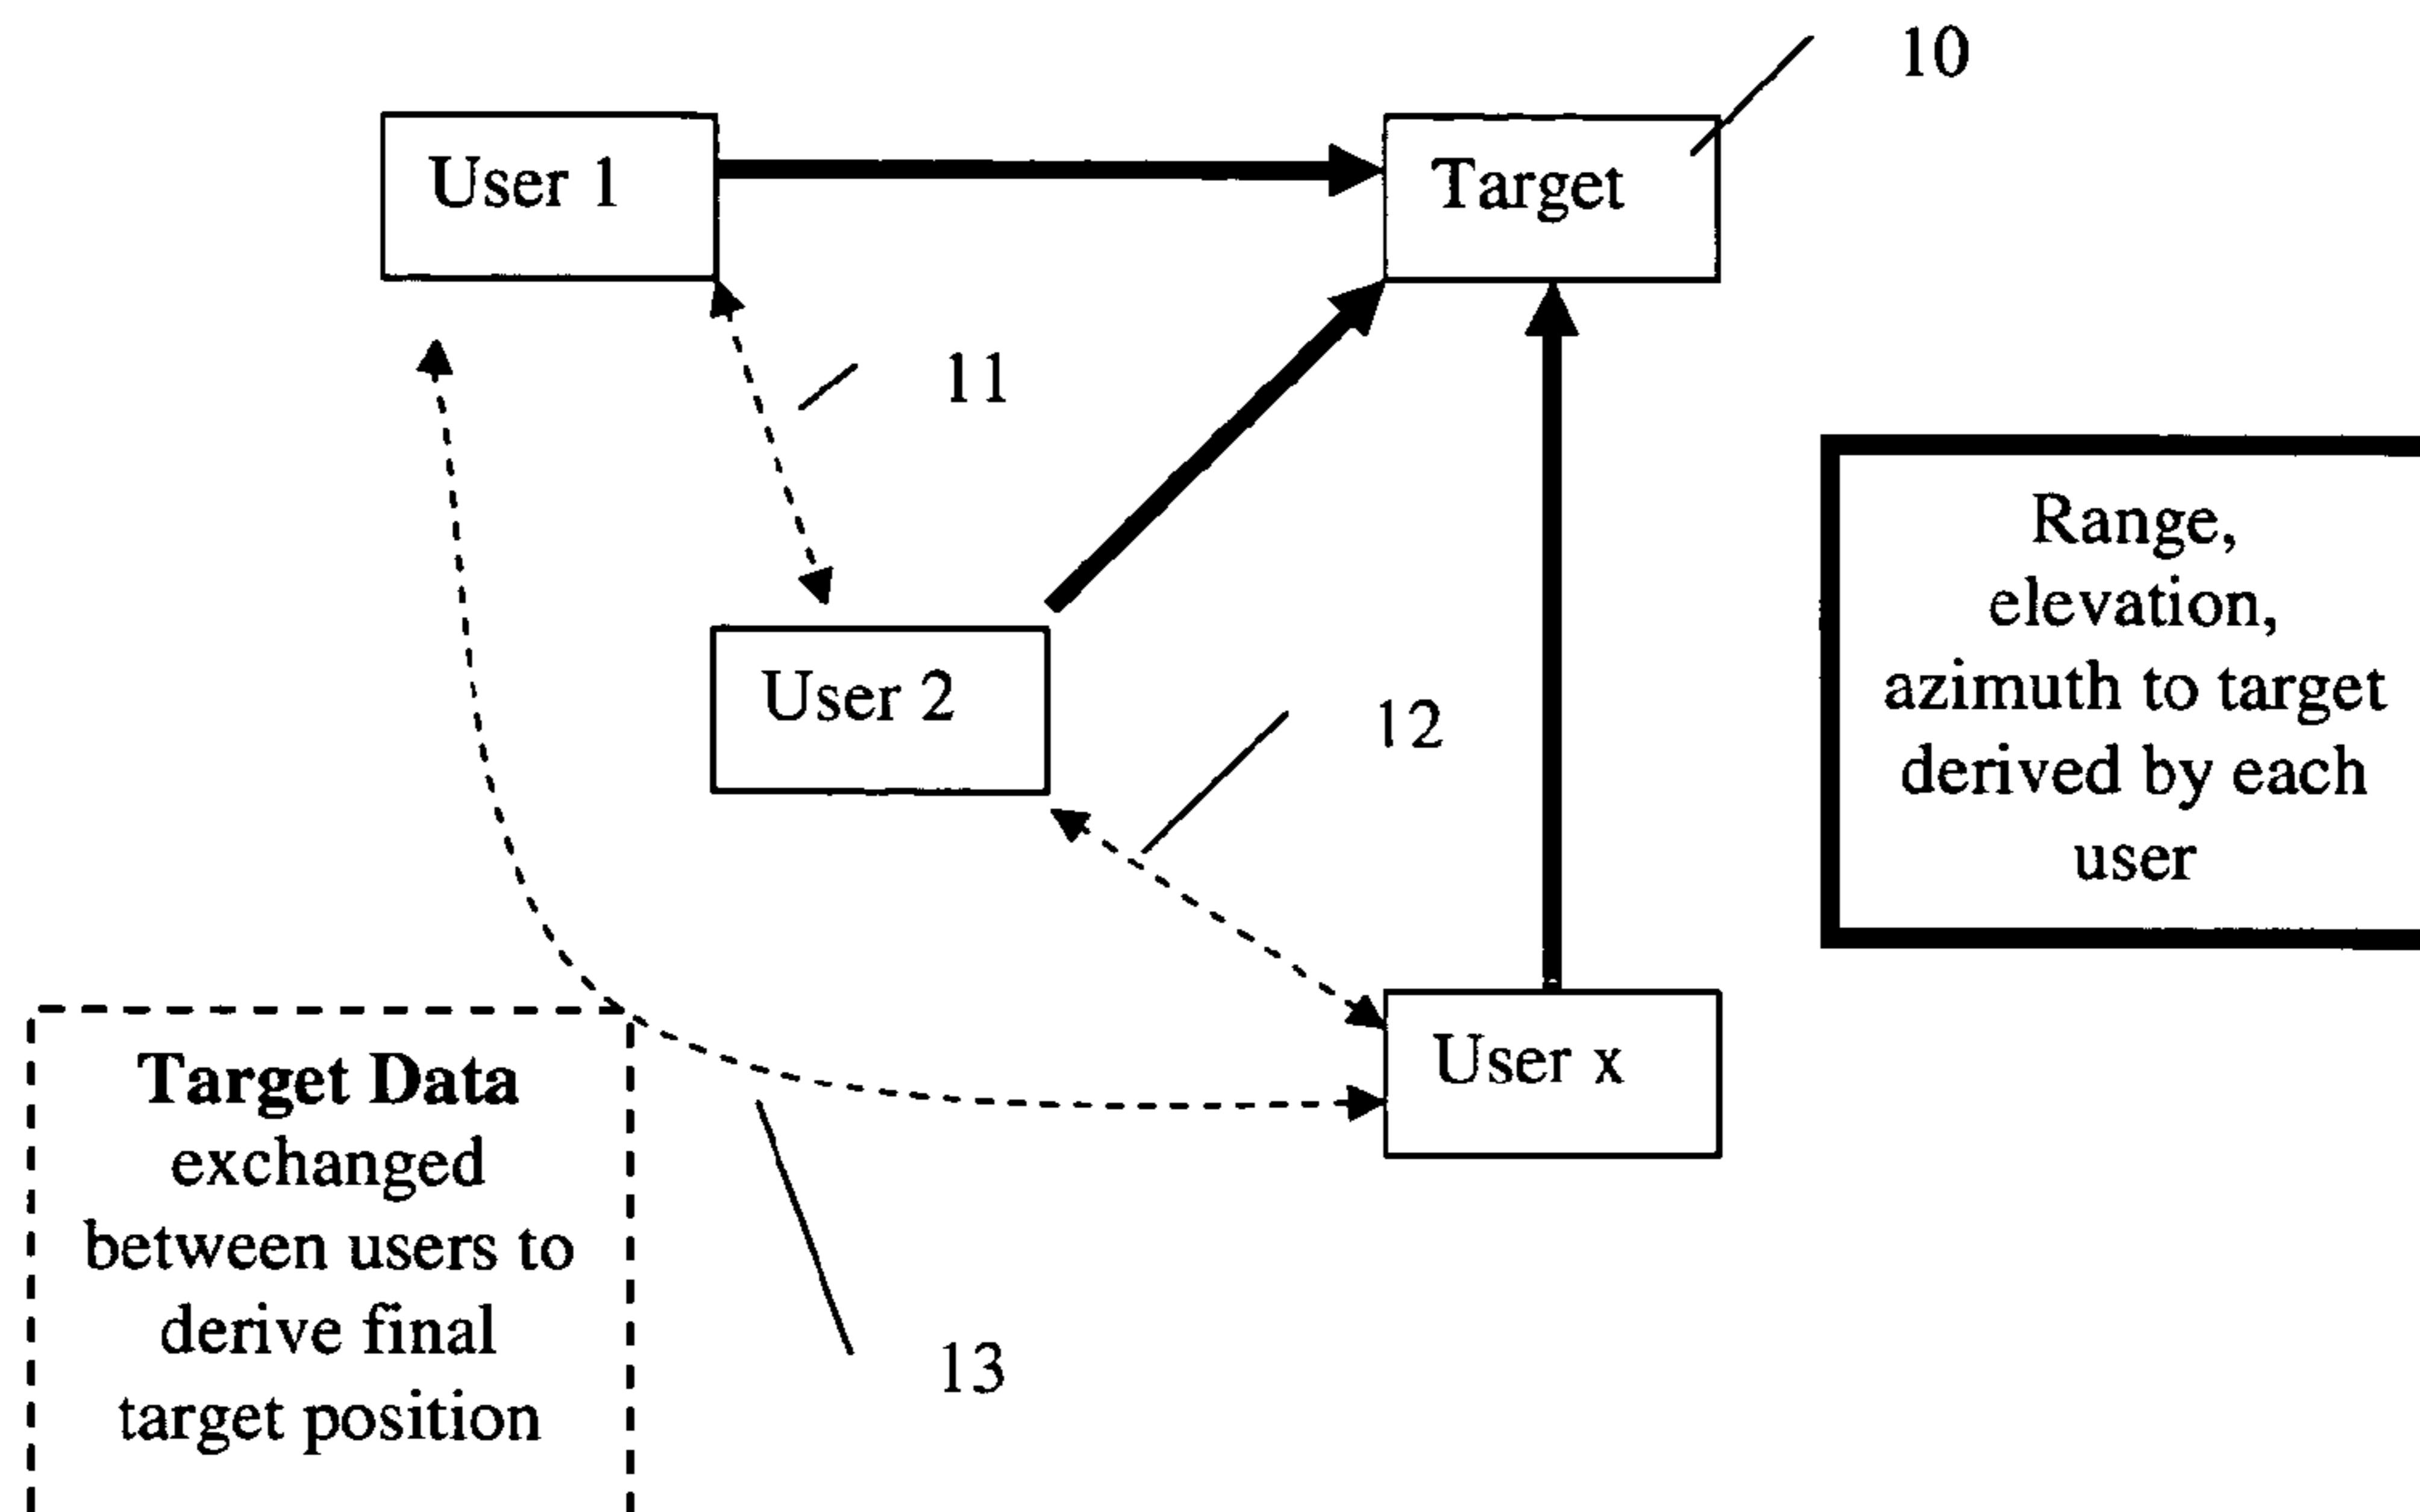 10
User 1
Target
11
Range,
elevation,
azimuth to target
derived by each
user
User 2
12
User x
Target Data
exchanged
between users to
derive final
target position
13